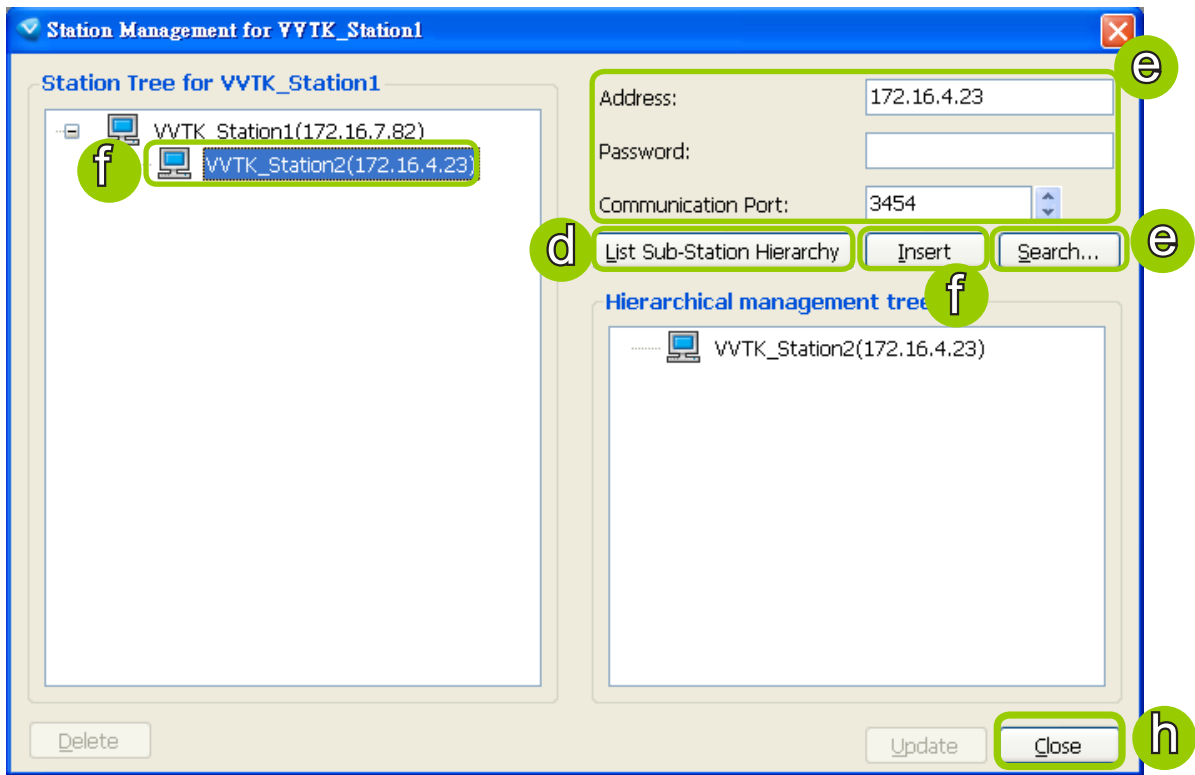 Station Management for VVTK_Station1
e
Station Tree for VVTK_Station1
VVTK_Station1(172.16.7.82)
f
VVTK_Station2(172.16.4.23)
Address:
172.16.4.23
Password:
Communication Port:
3454
d
List Sub-Station Hierarchy
Insert
Search...
e
f
Hierarchical management tree
VVTK_Station2(172.16.4.23)
Delete
Update
Close
h